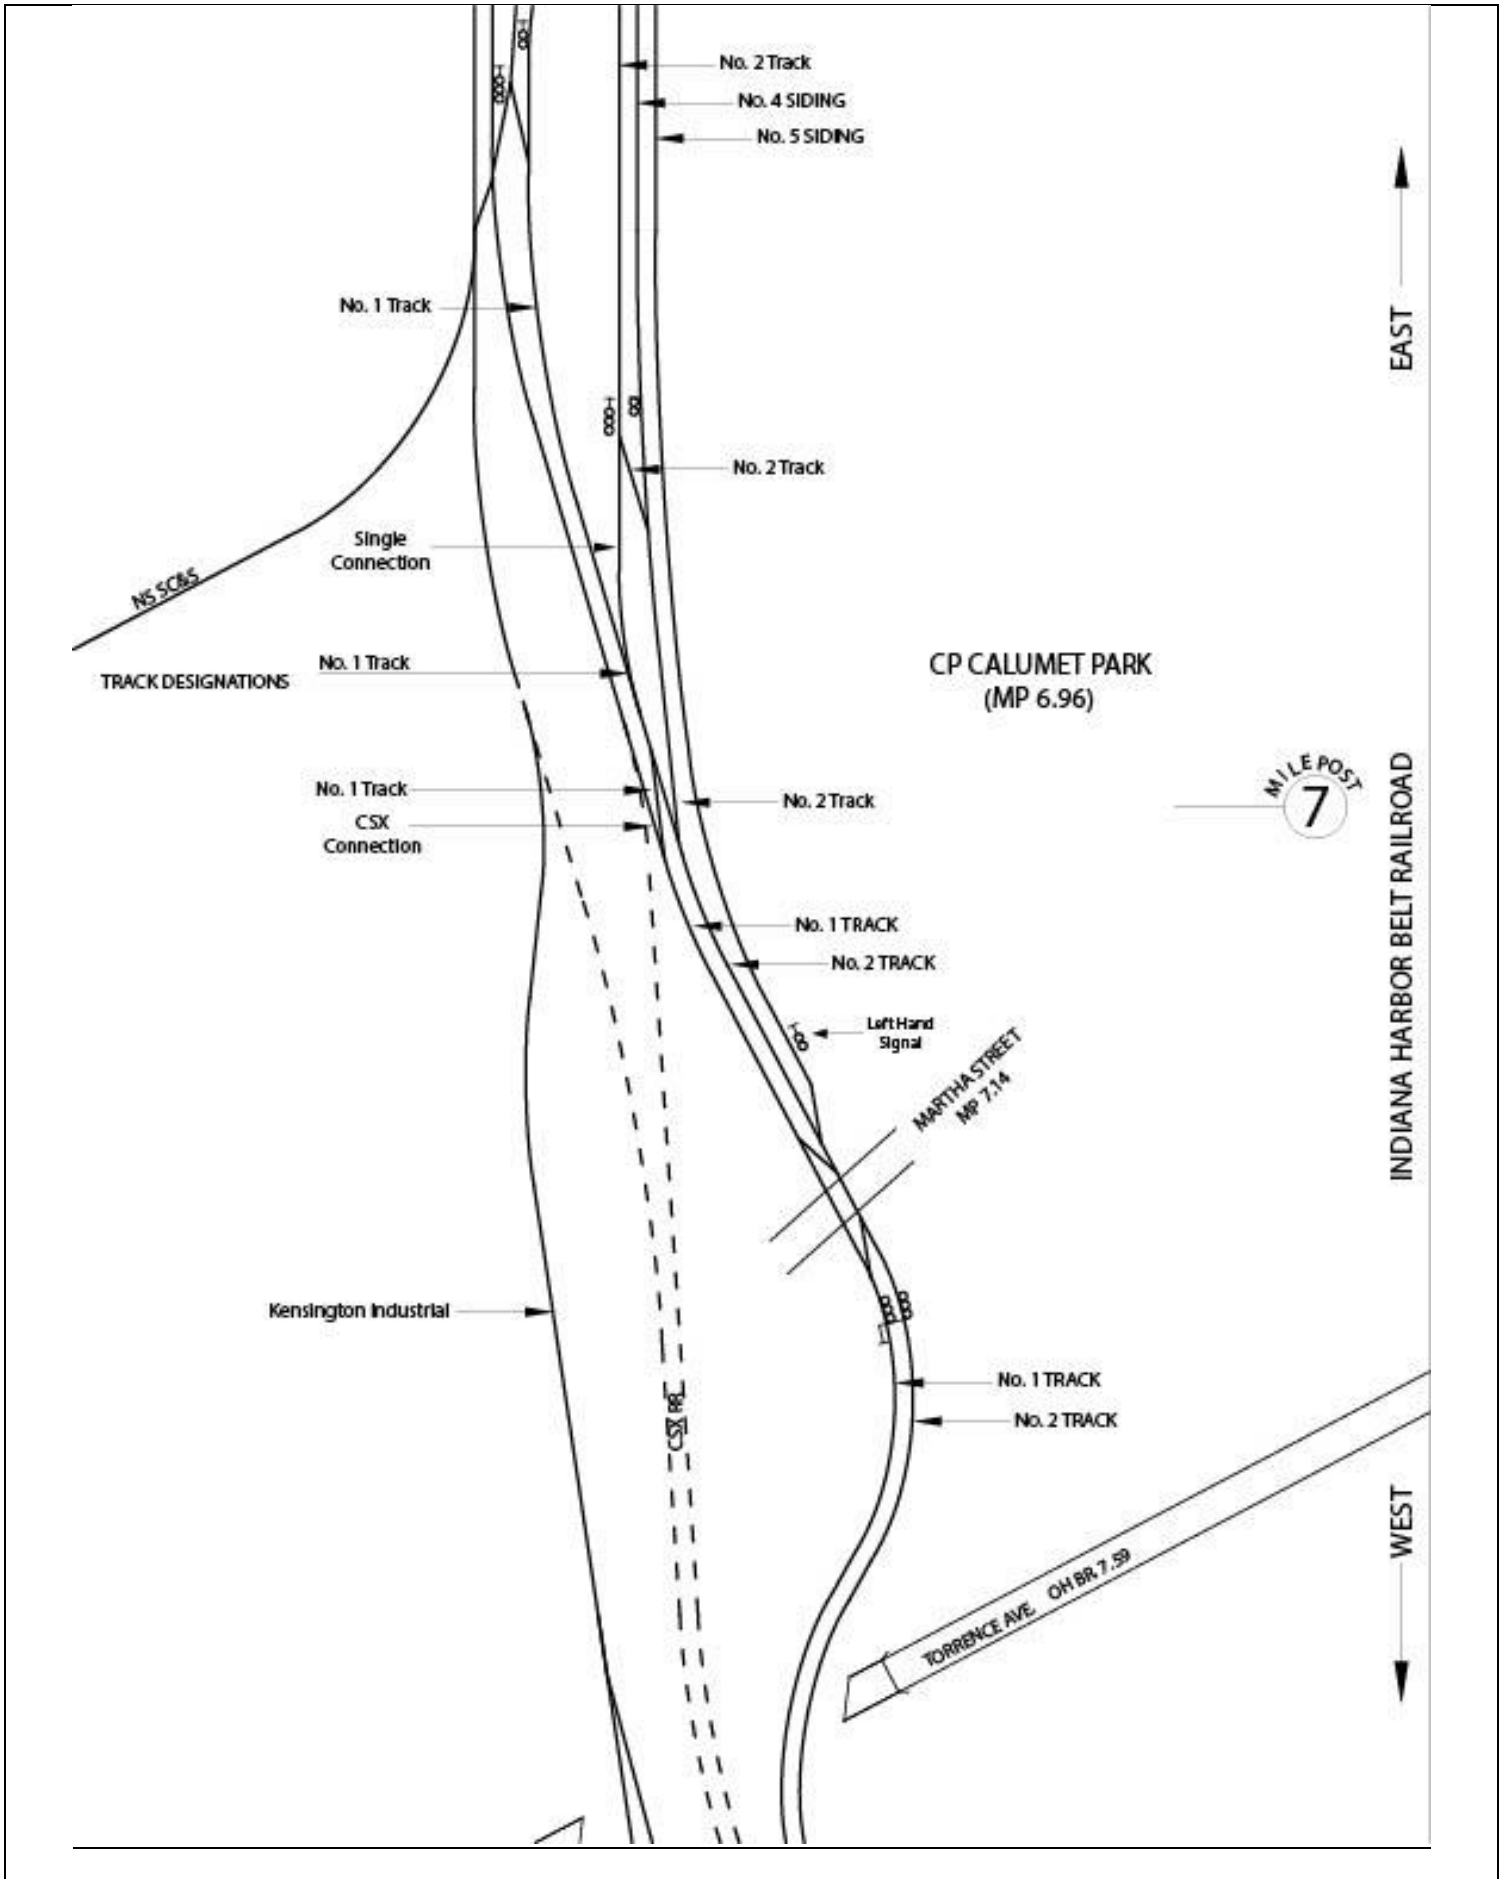 No. 2 Track
No. 4 SIDING
No. 5 SIDING
EAST
No. 1 Track
No. 2 Track
Single
Connection
NS SC&S
No. 1 Track
TRACK DESIGNATIONS
CP CALUMET PARK
(MP 6.96)
MILE POST
7
INDIANA HARBOR BELT RAILROAD
No. 1 Track
No. 2 Track
CSX
Connection
No. 1 TRACK
No. 2 TRACK
Left Hand
Signal
MARTHA STREET
MP 7.14
Kensington Industrial
No. 1 TRACK
CSX RR
No. 2 TRACK
WEST
TORRENCE AVE. OH BR. 7.59